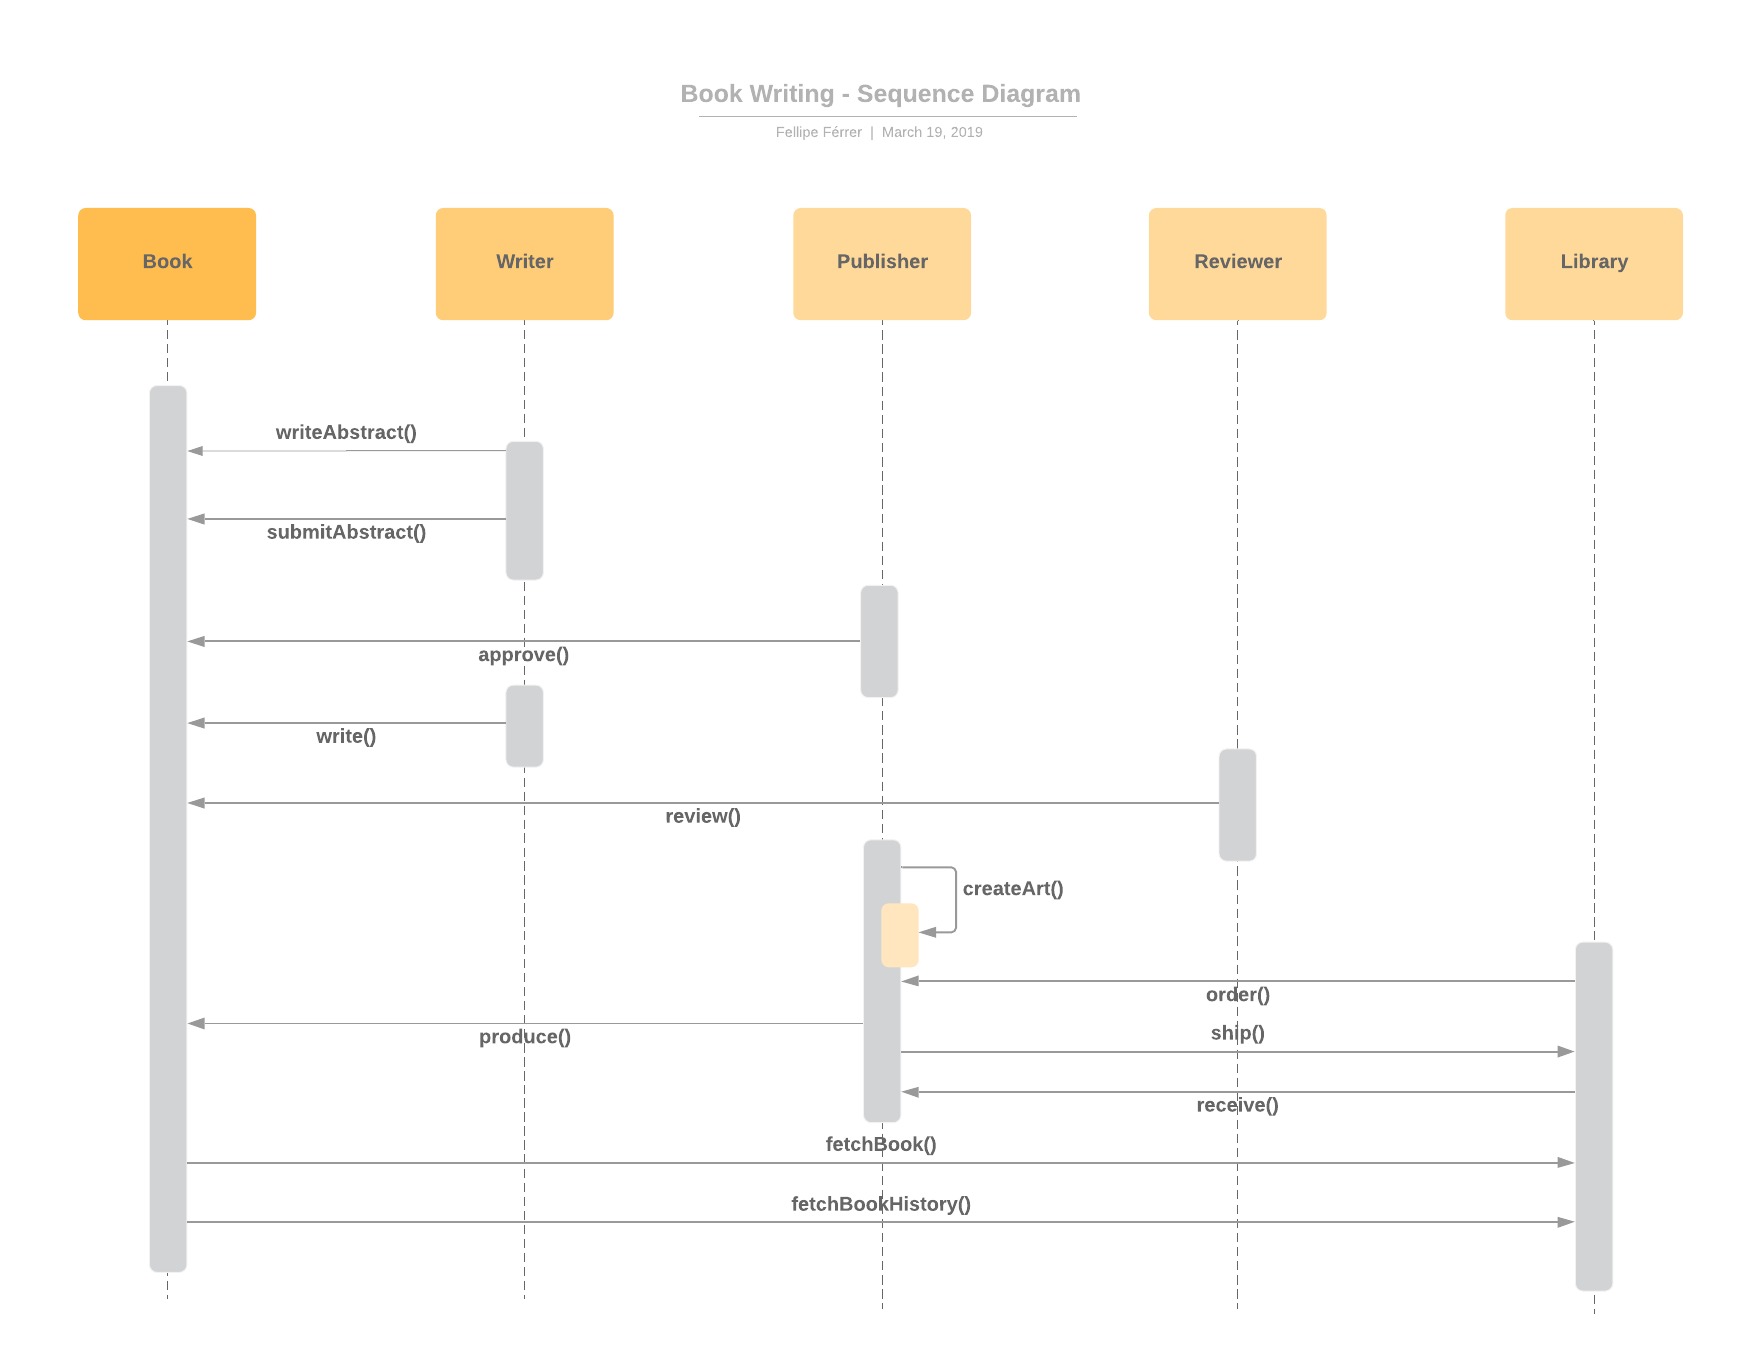 Book Writing - Sequence Diagram
Fellipe Férrer | March 19, 2019
Book
Writer
Publisher
Reviewer
Library
writeAbstract()
submitAbstract()
approve()
write()
review()
createArt()
order()
ship()
produce()
receive()
fetchBook()
fetchBookHistory()